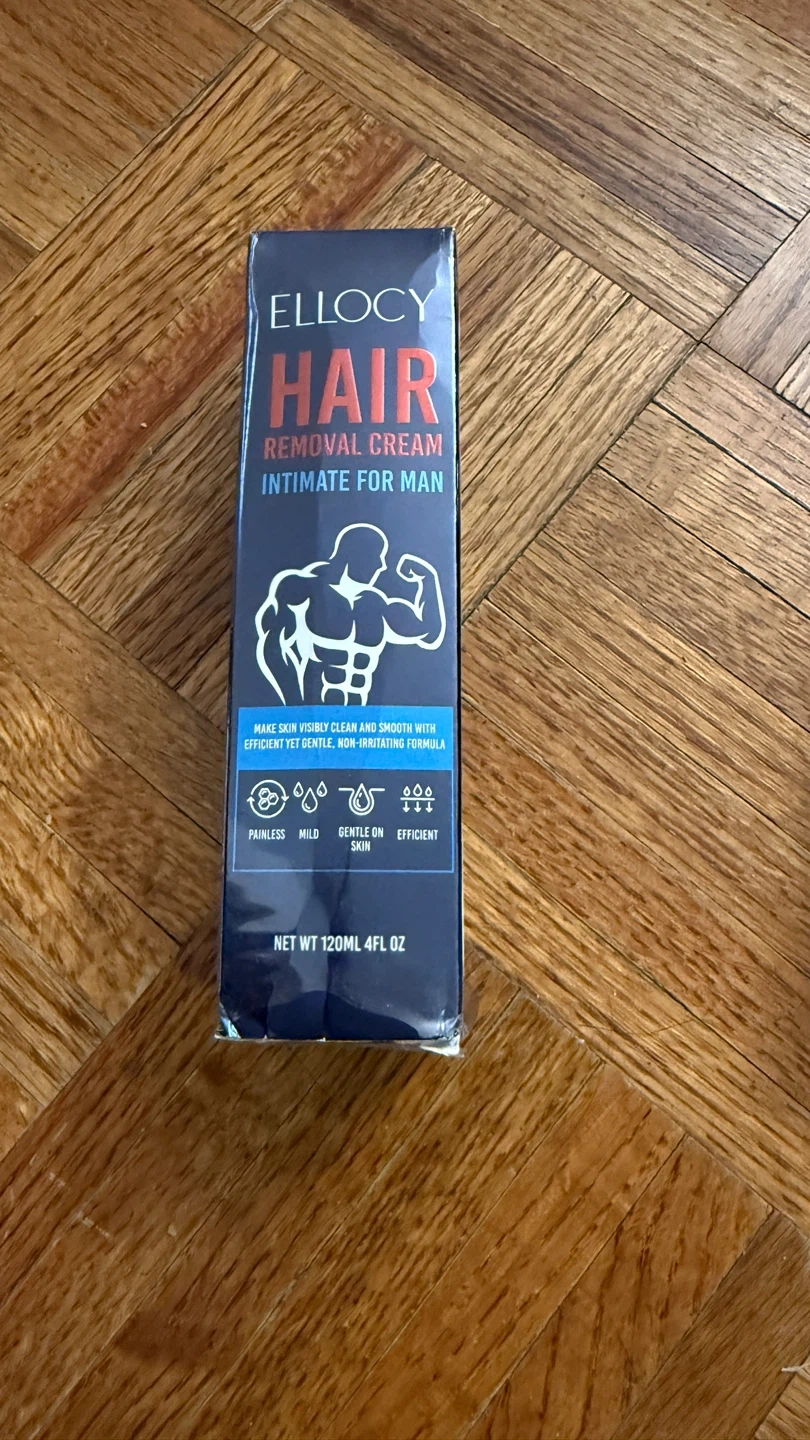 ELLOCY
HAIR
REMOVAL CREAM
INTIMATE FOR MAN
MAKE SKIN VISIBLY CLEAN AND SMOOTH WITH
EFFICIENT YET GENTLE, NON-IRRITATING FORMULA
PAINLESS
MILD
GENTLE ON
SKIN
EFFICIENT
NET WT 120ML 4FL OZ